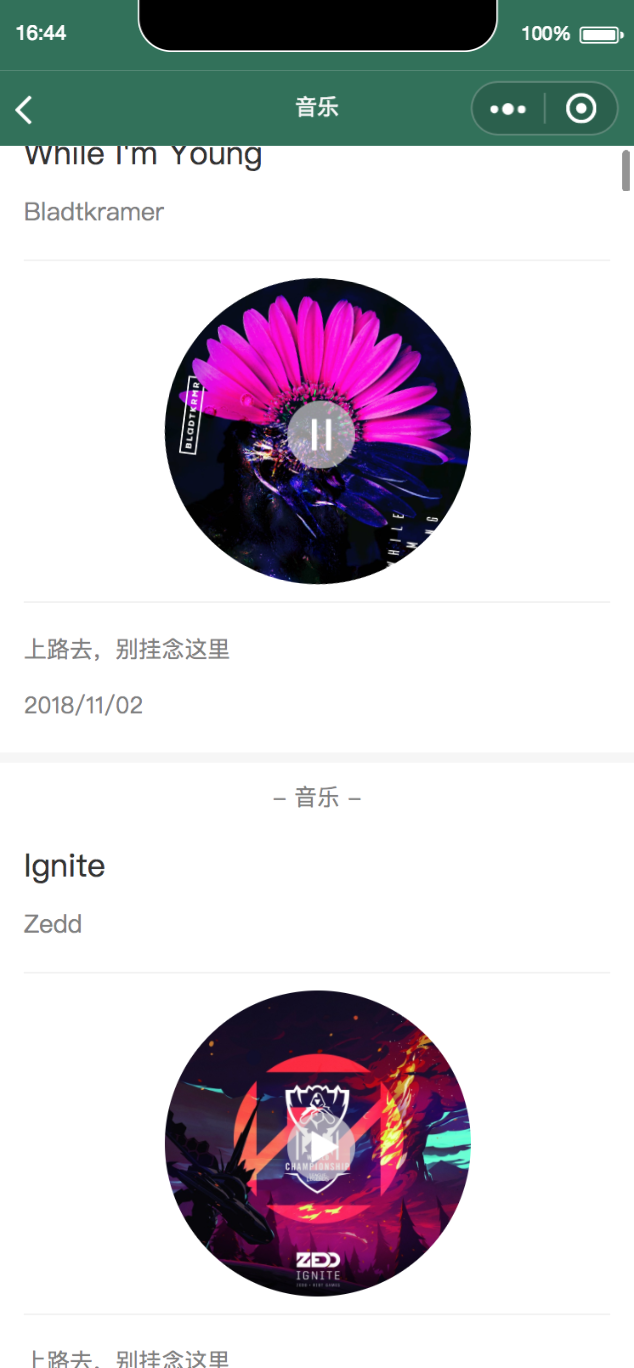 16:44
100%
音乐
While I'm Young
Bladtkramer
BLADTKRMR
HILE
上路去，别挂念这里
2018/11/02
– 音乐 –
Ignite
Zedd
CHAMPIONSHIP
ZEDD
IGNITE
上路去，别挂念这里